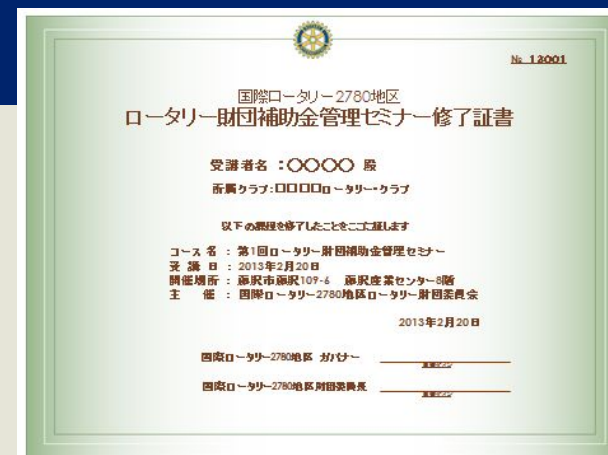 № 13001
国際ロータリー2780地区
ロータリー財団補助金管理セミナー修了証書
受講者名 :○○○○ 殿
所属クラブ:□□□□ロータリー・クラブ
以下の課程を修了したことをここに証します
コース名 : 第1回ロータリー財団補助金管理セミナー
受講日 : 2013年2月20日
開催場所 : 藤沢市藤沢109-6 藤沢産業センター8階
主 催 : 国際ロータリー2780地区ロータリー財団委員会
2013年2月20日
国際ロータリー2780地区 ガバナー
国際ロータリー2780地区財団委員長